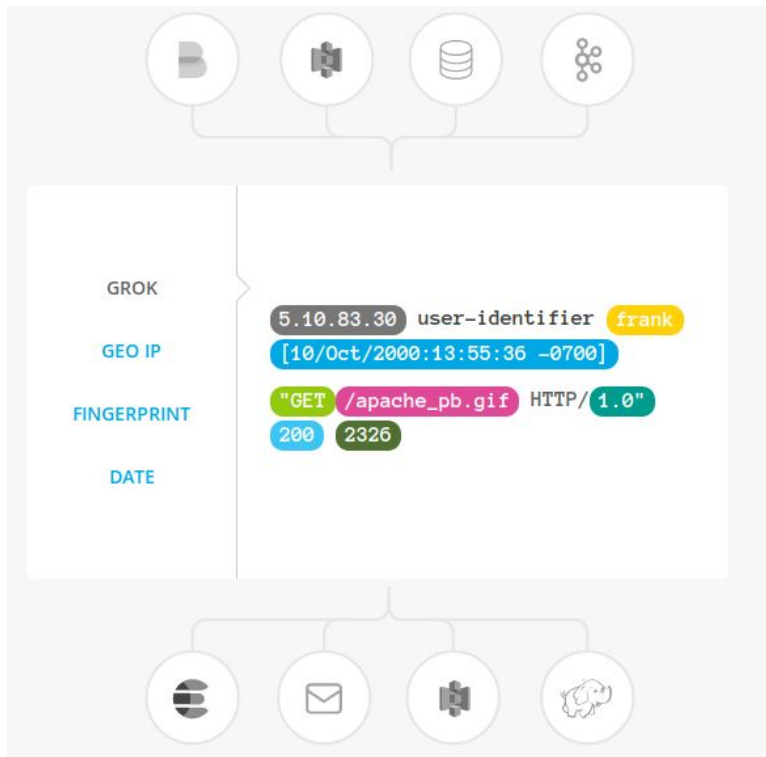 GROK
GEO IP
FINGERPRINT
DATE
5.10.83.30 user-identifier frank
[10/Oct/2000:13:55:36 -0700]
"GET /apache_pb.gif HTTP/1.0"
200 2326